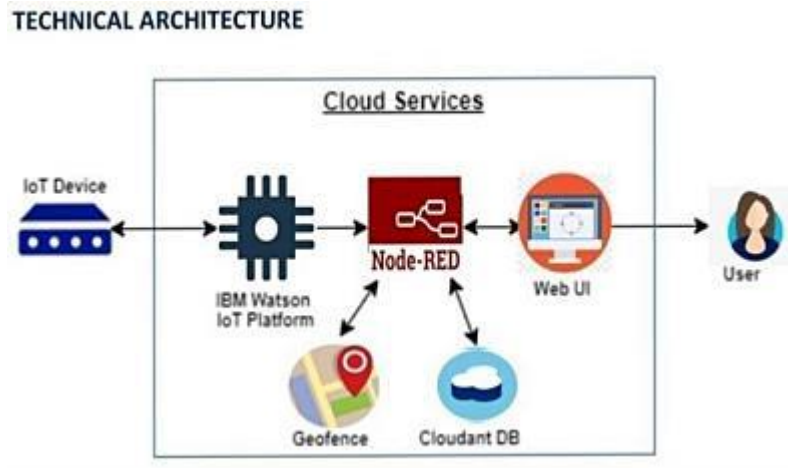 TECHNICAL ARCHITECTURE
Cloud Services
IoT Device
Node-RED
User
Web UI
IBM Watson
IoT Platform
Geofence
Cloudant DB